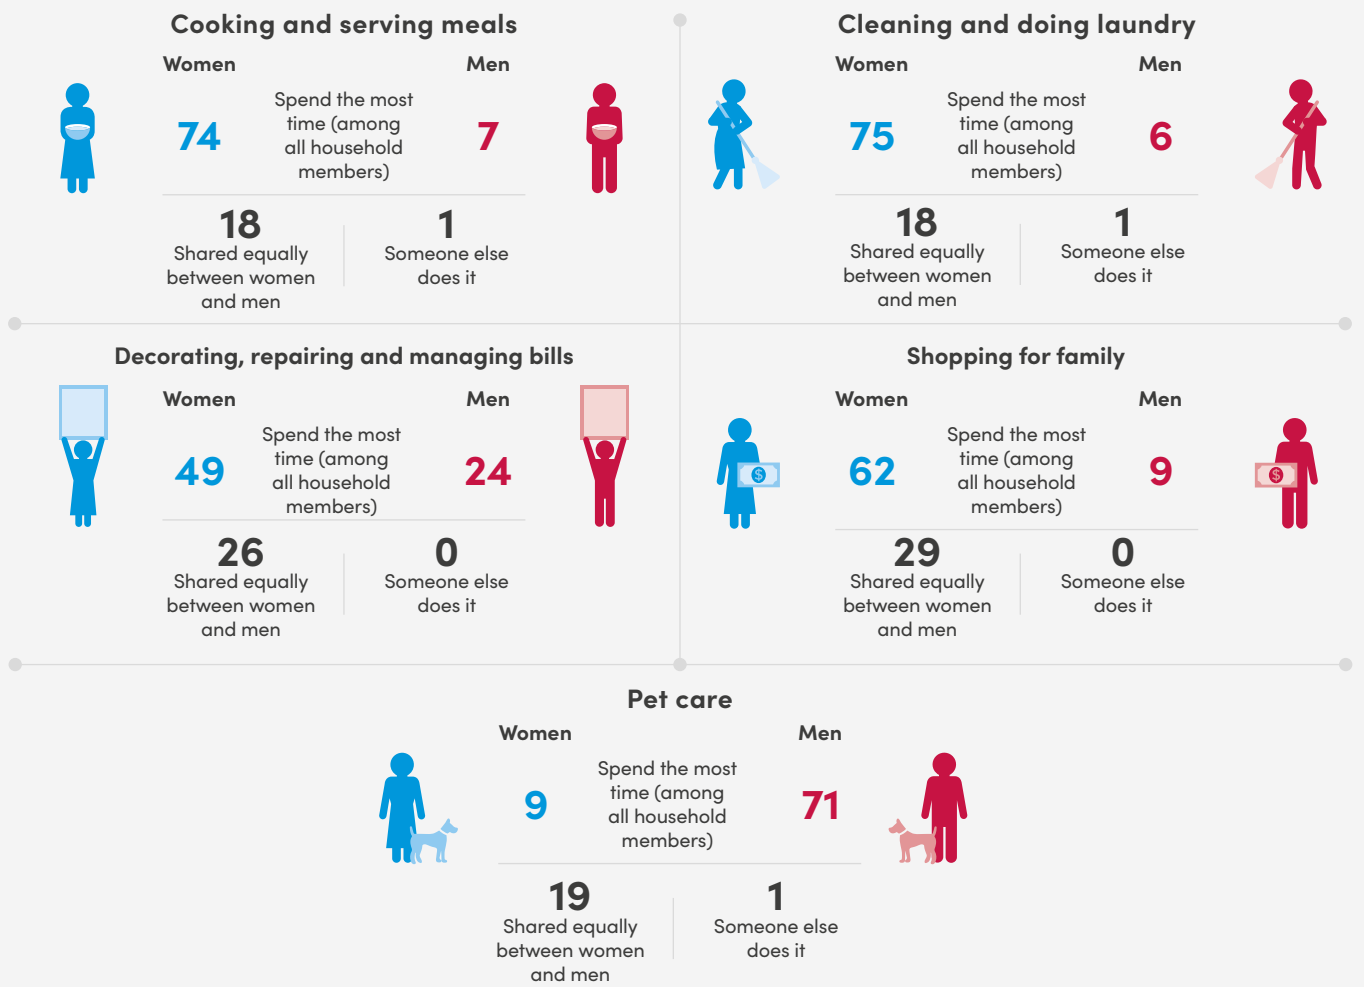 Cooking and serving meals
Women
Men
74
Spend the most
time (among
all household
members)
7
18
Shared equally
between women
and men
1
Someone else
does it
Cleaning and doing laundry
Women
Men
75
Spend the most
time (among
all household
members)
6
18
Shared equally
between women
and men
1
Someone else
does it
Decorating, repairing and managing bills
Women
Men
49
Spend the most
time (among
all household
members)
24
26
Shared equally
between women
and men
0
Someone else
does it
Shopping for family
Women
Men
62
Spend the most
time (among
all household
members)
9
$
$
29
Shared equally
between women
and men
0
Someone else
does it
Pet care
Women
Men
9
Spend the most
time (among
all household
members)
71
19
Shared equally
between women
and men
1
Someone else
does it